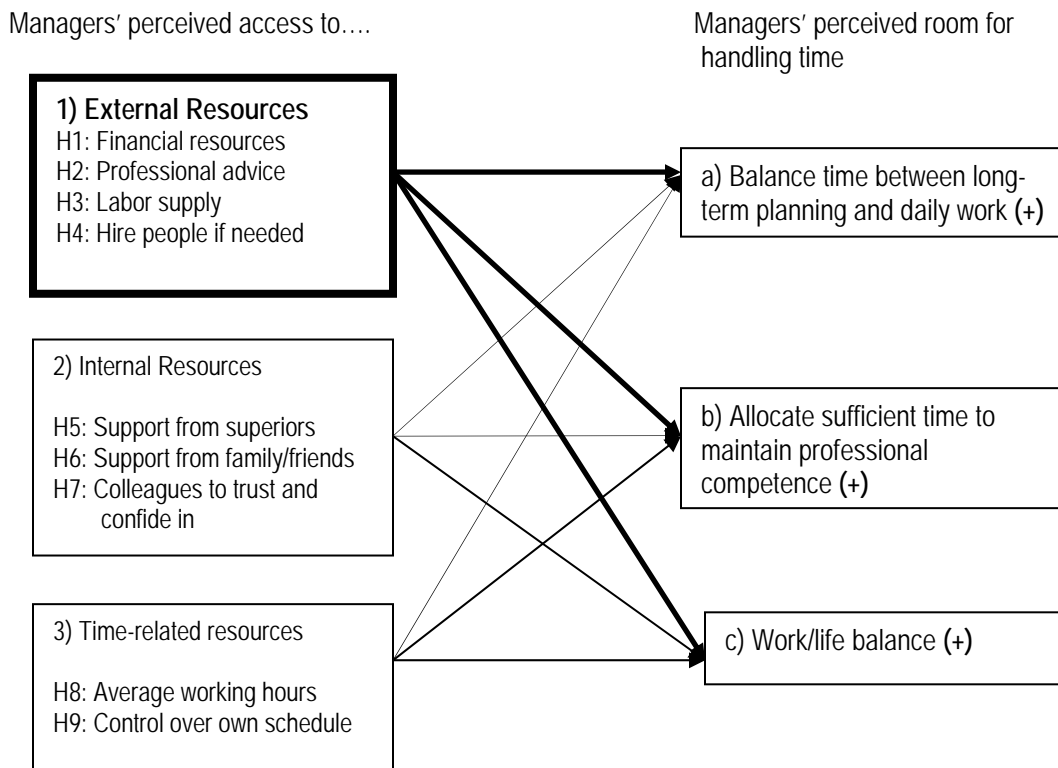 Managers' perceived access to….
Managers' perceived room for
handling time
1) External Resources
H1: Financial resources
H2: Professional advice
H3: Labor supply
H4: Hire people if needed
2) Internal Resources
H5: Support from superiors
H6: Support from family/friends
H7: Colleagues to trust and
confide in
3) Time-related resources
H8: Average working hours
H9: Control over own schedule
a) Balance time between long-
term planning and daily work (+)
b) Allocate sufficient time to
maintain professional
competence (+)
c) Work/life balance (+)